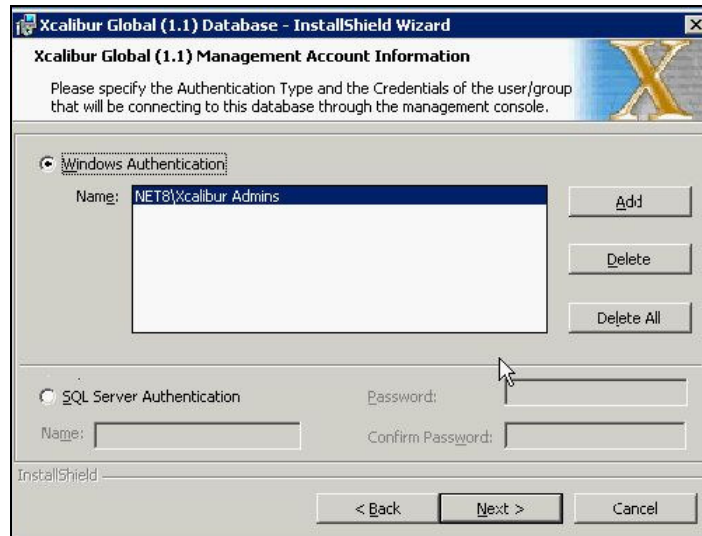 Xcalibur Global (1.1) Database - InstallShield Wizard
Xcalibur Global (1.1) Management Account Information
Please specify the Authentication Type and the Credentials of the user/group
that will be connecting to this database through the management console.
X
Windows Authentication
Name: NET8\Xcalibur Admins
Add
Delete
Delete All
SQL Server Authentication
Password:
Name:
Confirm Password:
InstallShield
< Back Next > Cancel